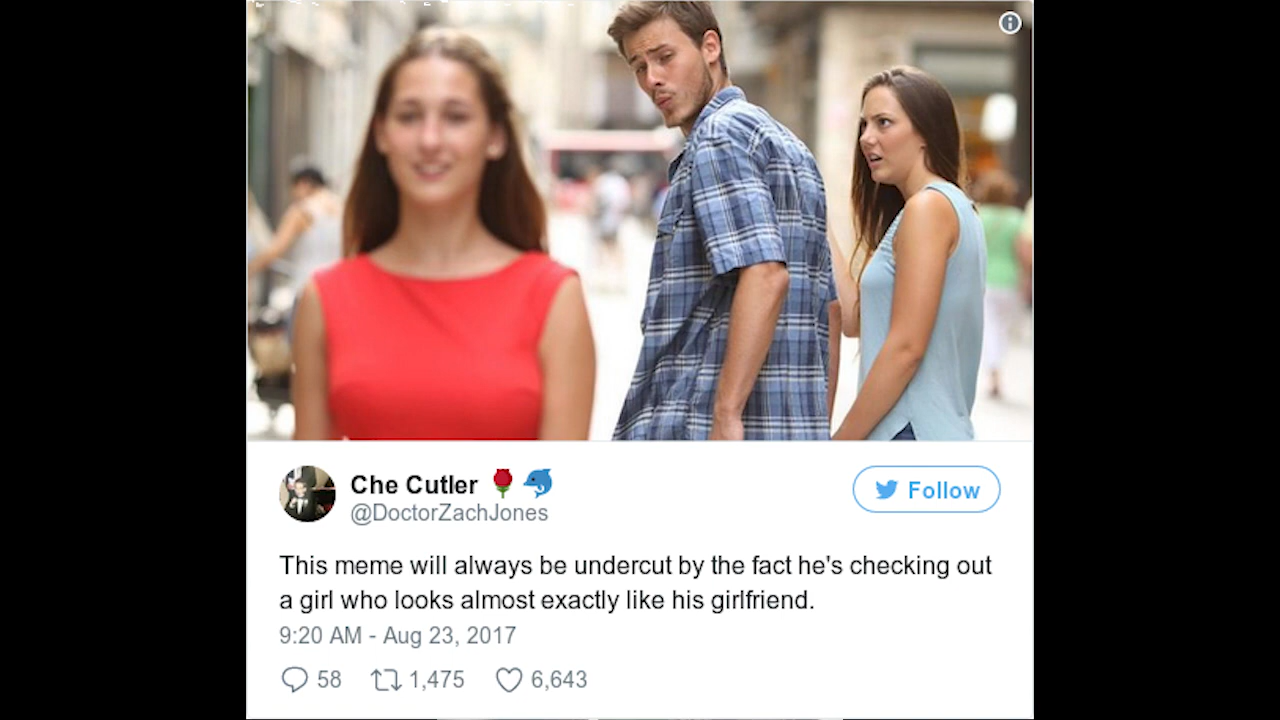 Che Cutler 🌹 🐬
@DoctorZachJones
Follow
This meme will always be undercut by the fact he's checking out
a girl who looks almost exactly like his girlfriend.
9:20 AM - Aug 23, 2017
58 1,475 6,643